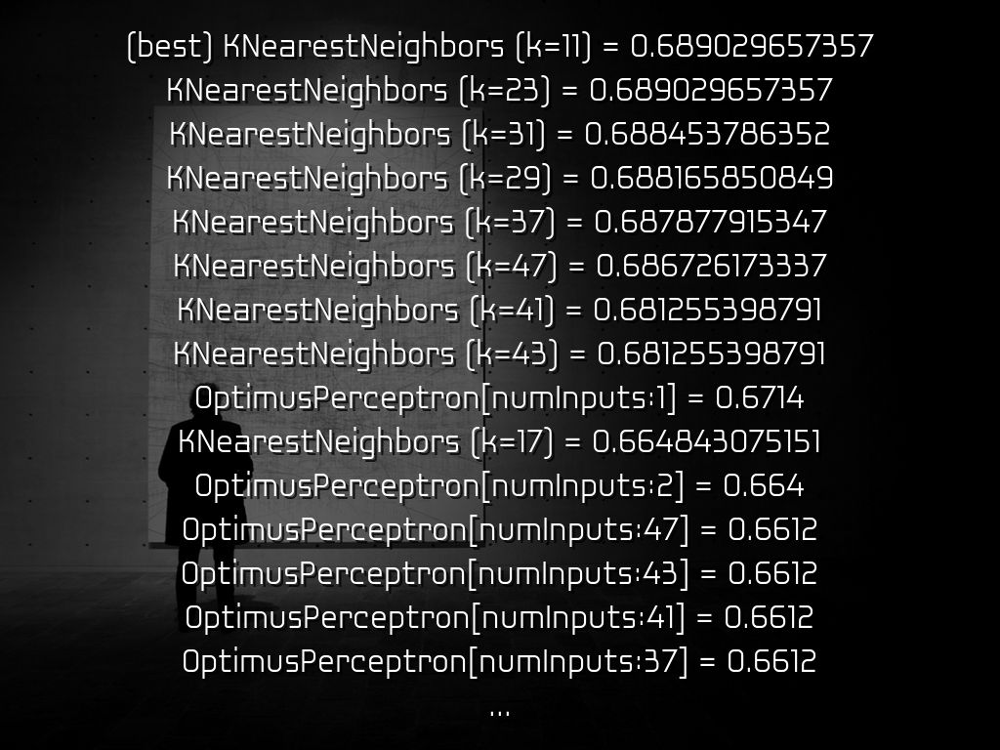 (best) KNearestNeighbors (k=11) = 0.689029657357
KNearestNeighbors (k=23) = 0.689029657357
KNearestNeighbors (k=31) = 0.688453786352
KNearestNeighbors (k=29) = 0.688165850849
KNearestNeighbors (k=37) = 0.687877915347
KNearestNeighbors (k=47) = 0.686726173337
KNearestNeighbors (k=41) = 0.681255398791
KNearestNeighbors (k=43) = 0.681255398791
OptimusPerceptron[numInputs:1] = 0.6714
KNearestNeighbors (k=17) = 0.664843075151
OptimusPerceptron[numInputs:2] = 0.664
OptimusPerceptron[numInputs:47] = 0.6612
OptimusPerceptron[numInputs:43] = 0.6612
OptimusPerceptron[numInputs:41] = 0.6612
OptimusPerceptron[numInputs:37] = 0.6612
...